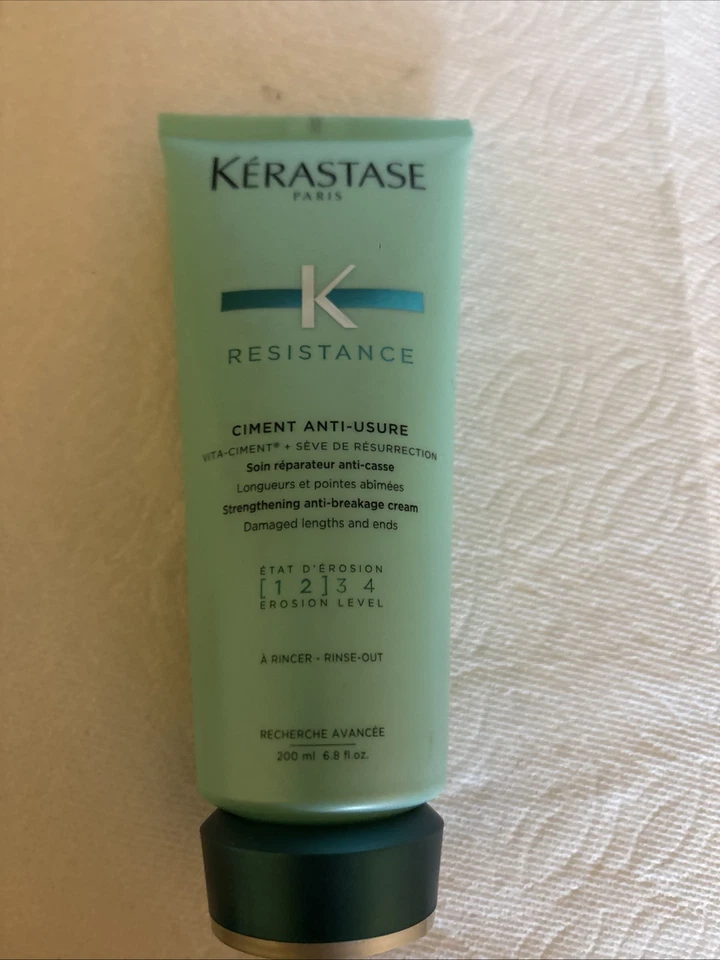 KÉRASTASE
PARIS
K
RESISTANCE
CIMENT ANTI-USURE
VITA-CIMENT® + SÈVE DE RÉSURRECTION
Soin réparateur anti-casse
Longueurs et pointes abîmées
Strengthening anti-breakage cream
Damaged lengths and ends
ÉTAT D'ÉROSION
[1 2]3 4
EROSION LEVEL
À RINCER - RINSE-OUT
RECHERCHE AVANCÉE
200 ml 6.8 fl oz.